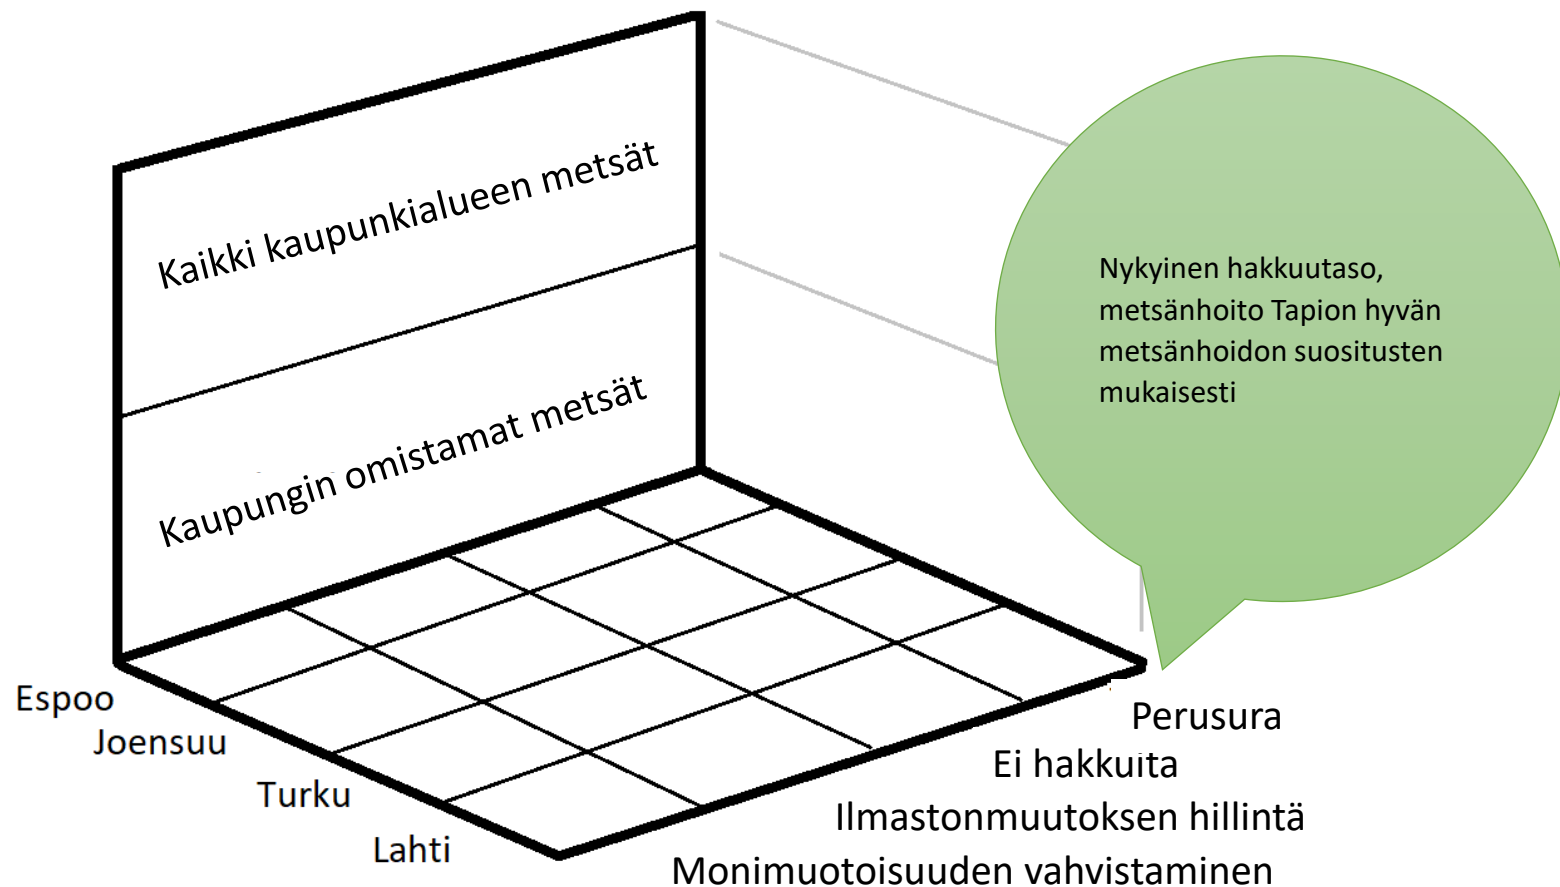 Kaikki kaupunkialueen metsät
Kaupungin omistamat metsät
Nykyinen hakkuutaso,
metsänhoito Tapion hyvän
metsänhoidon suositusten
mukaisesti
Espoo
Joensuu
Turku
Lahti
Perusura
Ei hakkuita
Ilmastonmuutoksen hillintä
Monimuotoisuuden vahvistaminen